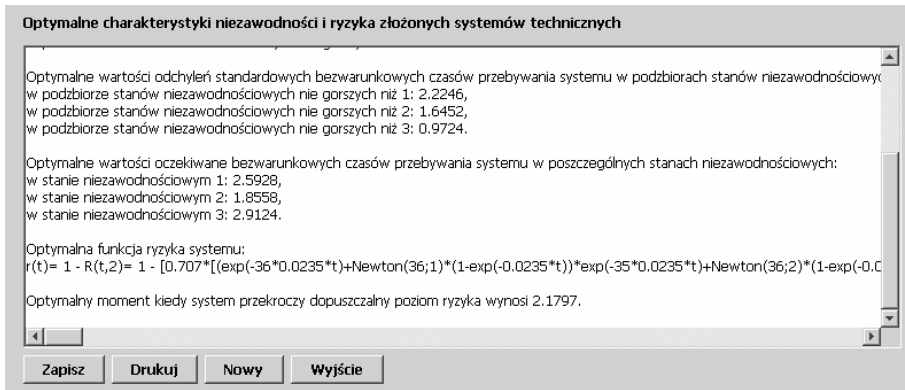 Optymalne charakterystyki niezawodności i ryzyka złożonych systemów technicznych
Optymalne wartości odchyleń standardowych bezwarunkowych czasów przebywania systemu w podzbiorach stanów niezawodnościowyc
w podzbiorze stanów niezawodnościowych nie gorszych niż 1: 2.2246,
w podzbiorze stanów niezawodnościowych nie gorszych niż 2: 1.6452,
w podzbiorze stanów niezawodnościowych nie gorszych niż 3: 0.9724.
Optymalne wartości oczekiwane bezwarunkowych czasów przebywania systemu w poszczególnych stanach niezawodnościowych:
w stanie niezawodnościowym 1: 2.5928,
w stanie niezawodnościowym 2: 1.8558,
w stanie niezawodnościowym 3: 2.9124.
Optymalna funkcja ryzyka systemu:
r(t)= 1 - R(t,2)= 1 - [0.707*[(exp(-36*0.0235*t)+Newton(36;1)*(1-exp(-0.0235*t))*exp(-35*0.0235*t)+Newton(36;2)*(1-exp(-0.0
Optymalny moment kiedy system przekroczy dopuszczalny poziom ryzyka wynosi 2.1797.
Zapisz Drukuj Nowy Wyjście